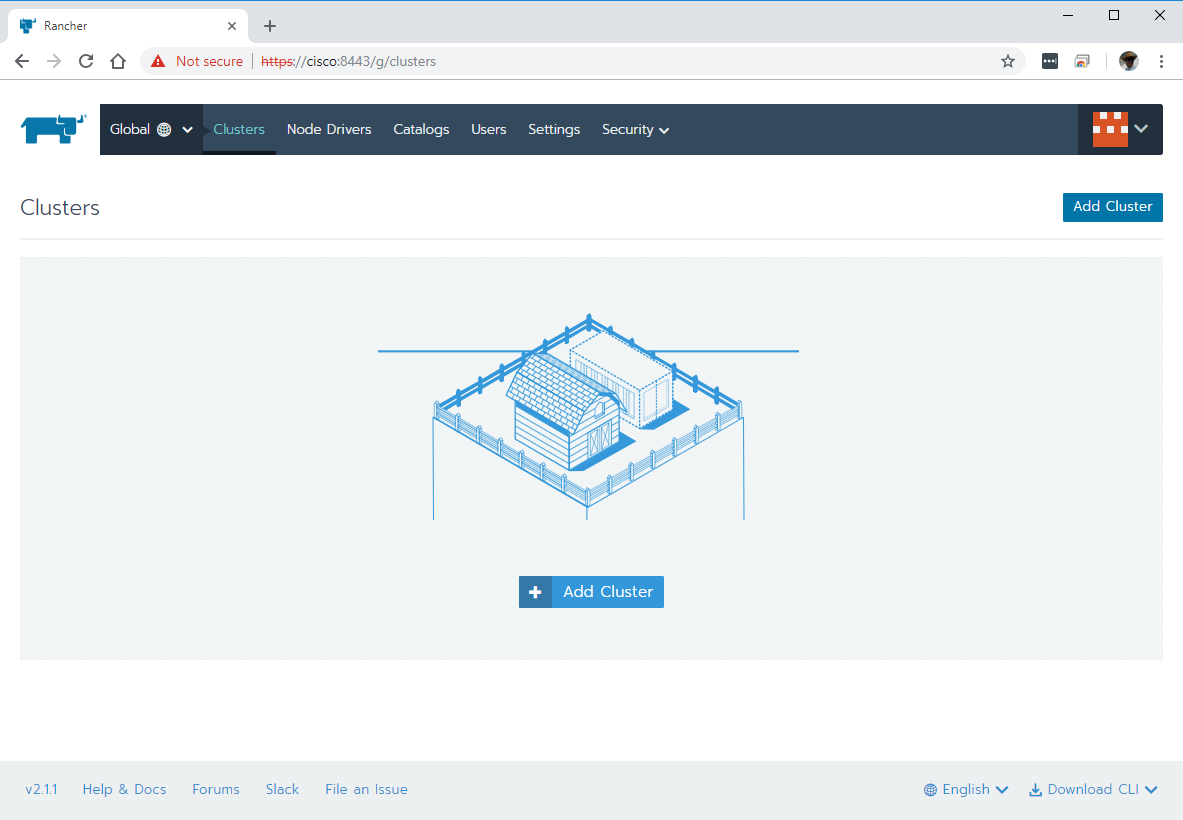 Rancher
Not secure https://cisco:8443/g/clusters
Global Clusters Node Drivers Catalogs Users Settings Security
Clusters
Add Cluster
Add Cluster
v2.1.1 Help & Docs Forums Slack File an Issue English Download CLI